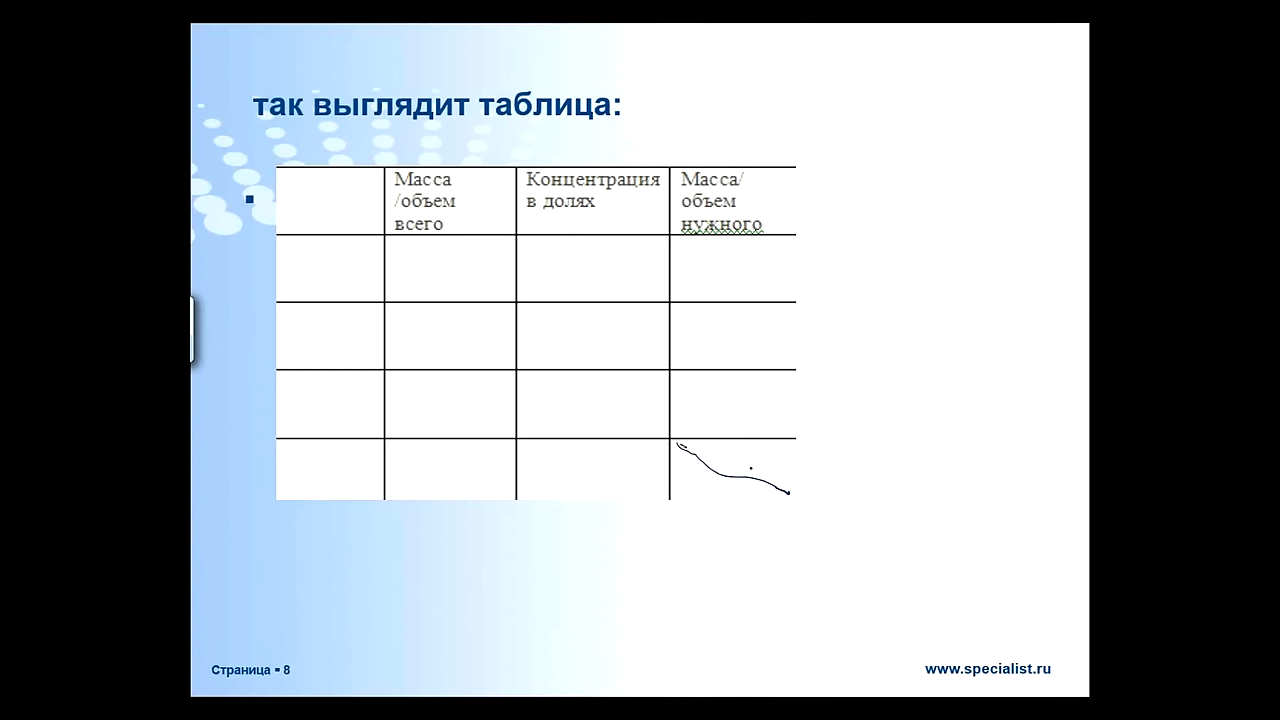 так выглядит таблица:
Масса
/объем
всего
Концентрация
в долях
Масса/
объем
нужного
Страница ▪ 8
www.specialist.ru